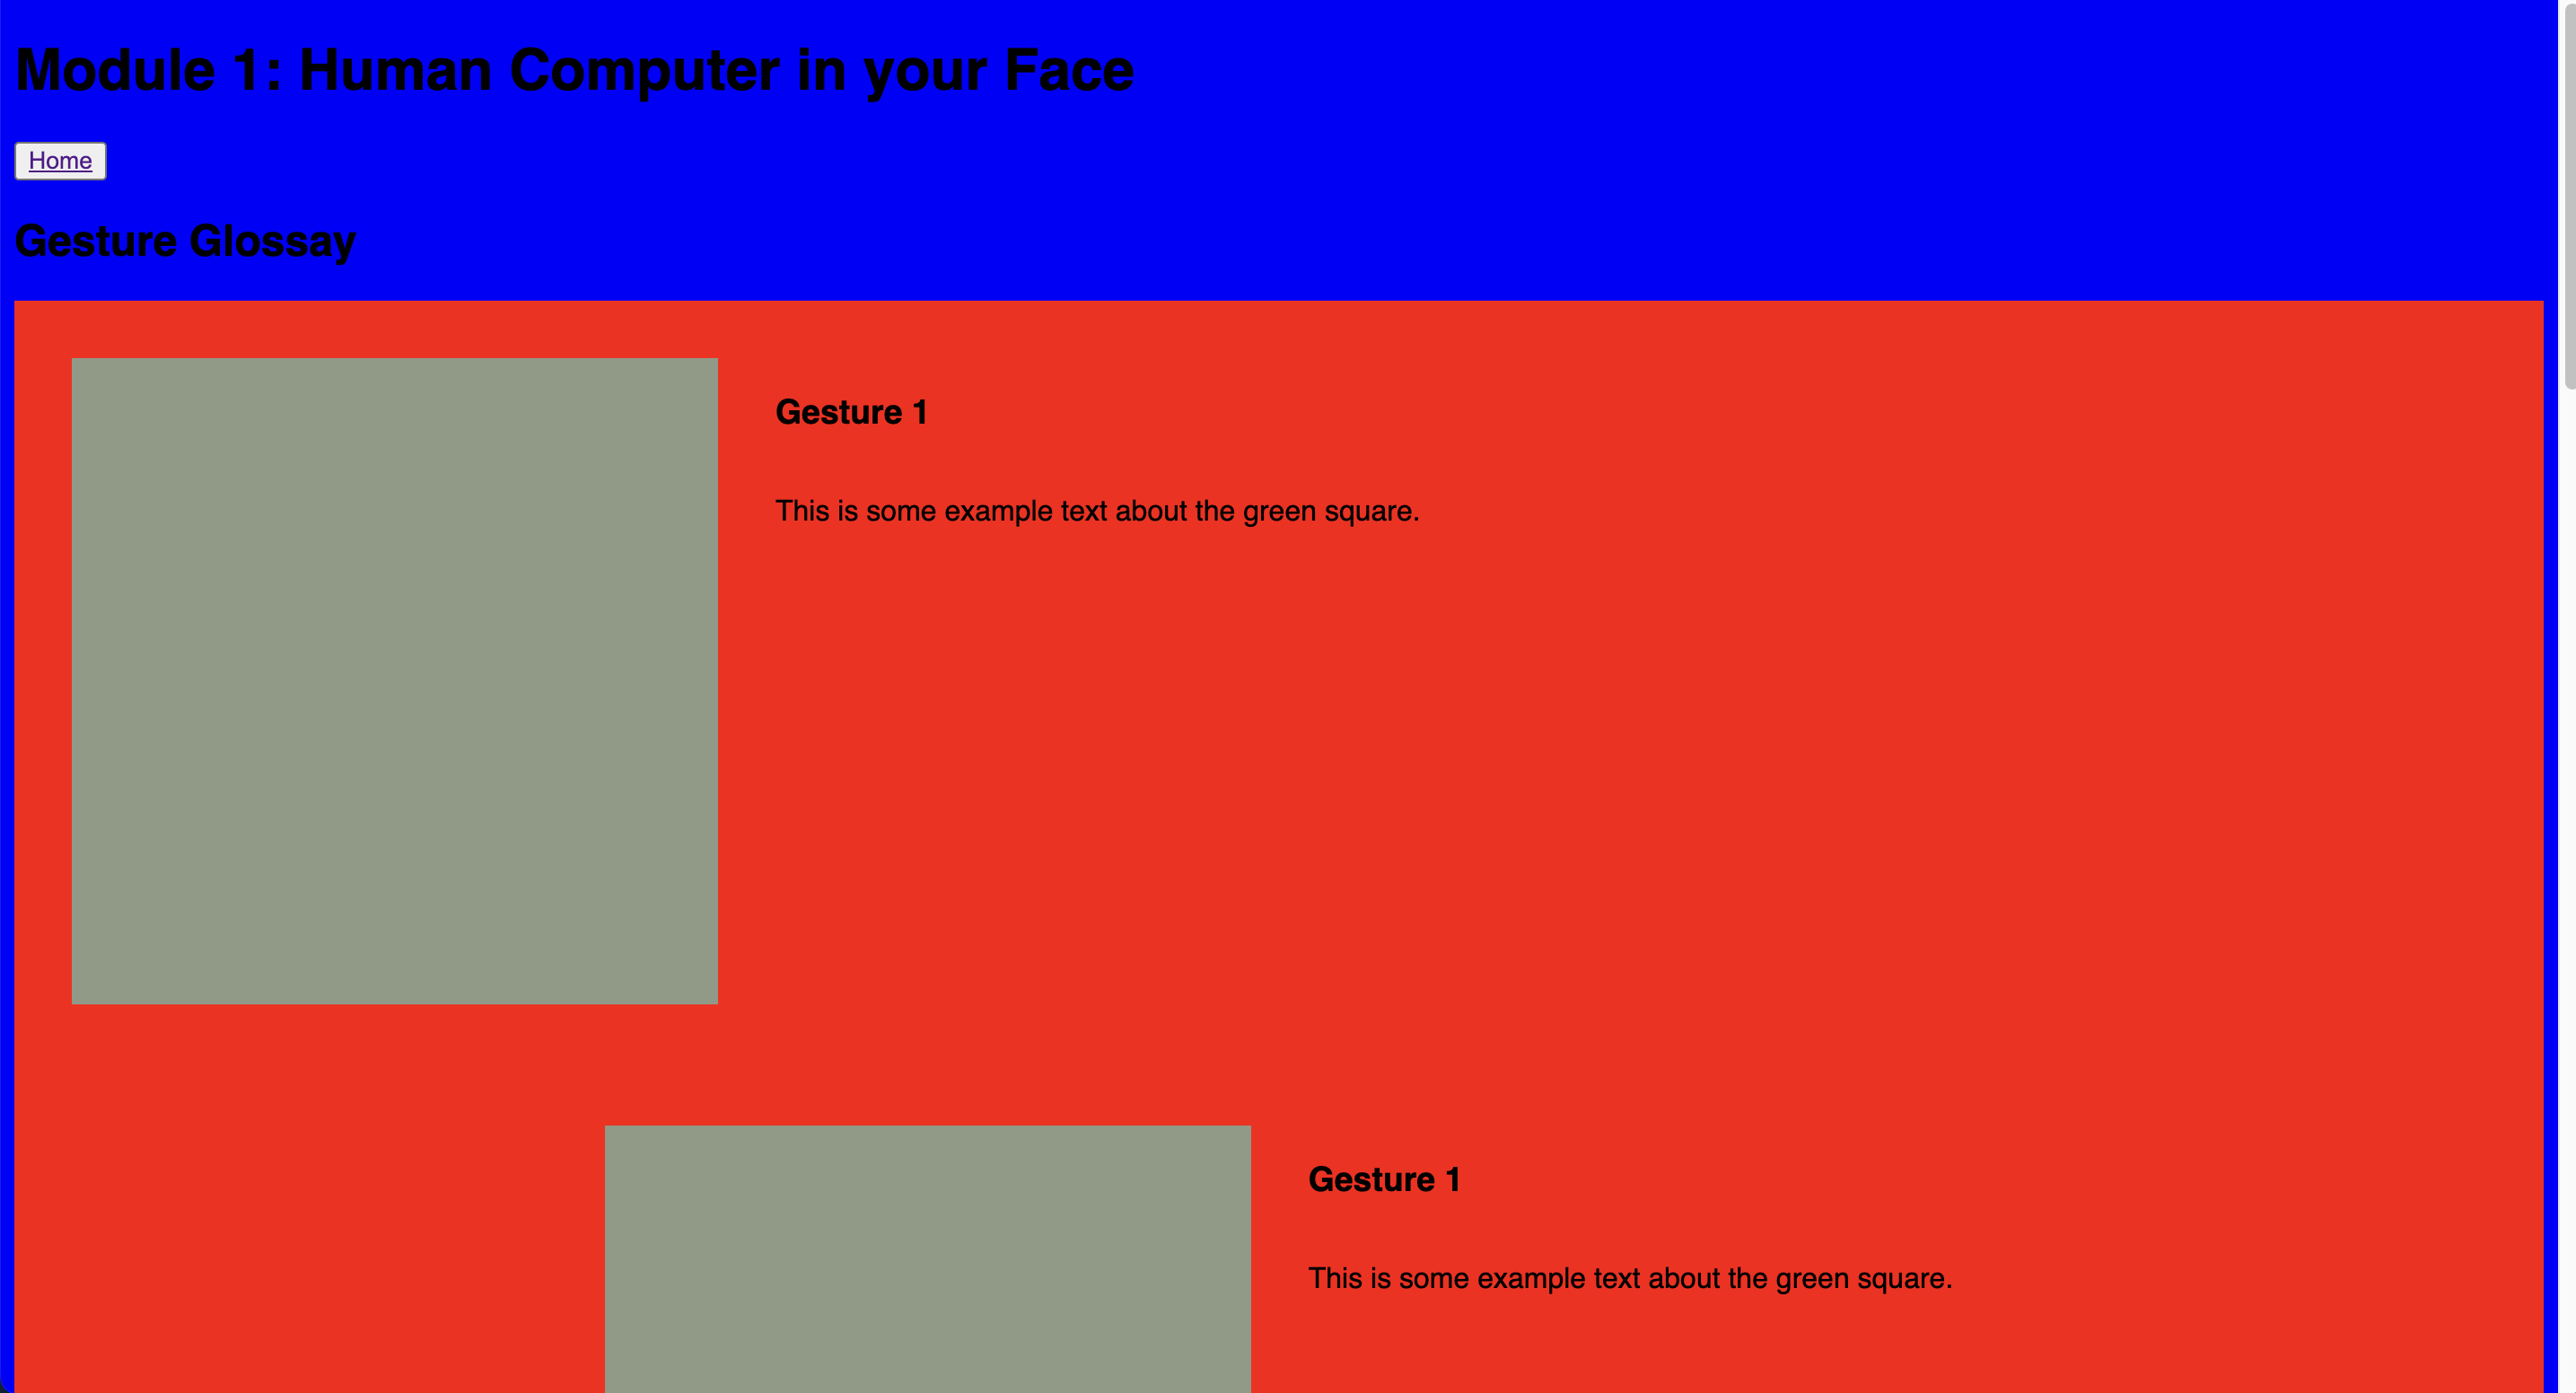 Module 1: Human Computer in your Face
Home
Gesture Glossay
Gesture 1
This is some example text about the green square.
Gesture 1
This is some example text about the green square.